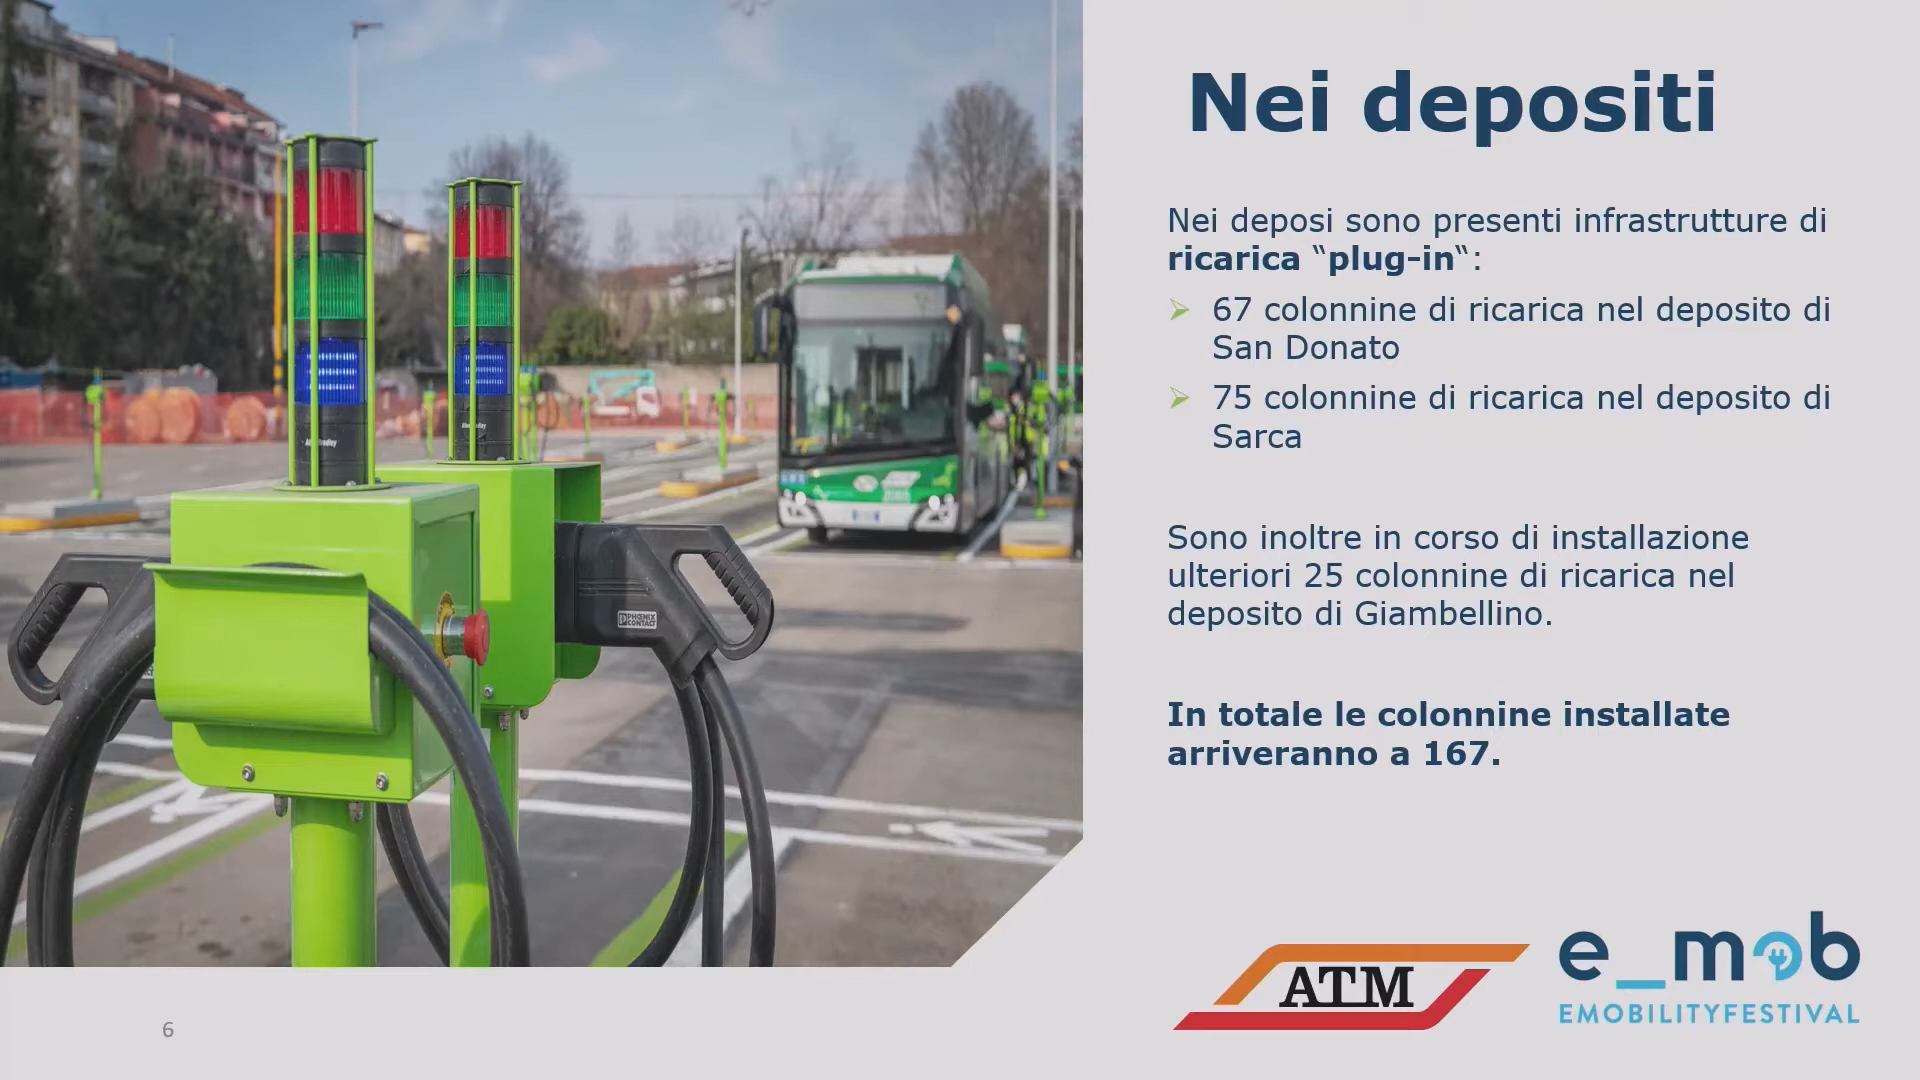 Nei depositi
Nei deposi sono presenti infrastrutture di
ricarica “plug-in“:
67 colonnine di ricarica nel deposito di
San Donato
75 colonnine di ricarica nel deposito di
Sarca
Sono inoltre in corso di installazione
ulteriori 25 colonnine di ricarica nel
deposito di Giambellino.
In totale le colonnine installate
arriveranno a 167.
PHOENIX
CONTACT
ATM
e_mob
EMOBILITYFESTIVAL
6